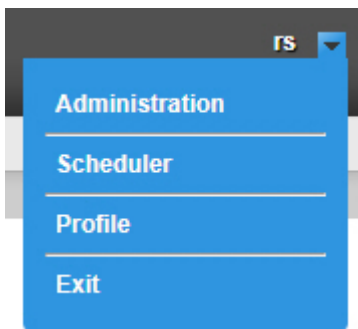 rs
Administration
Scheduler
Profile
Exit